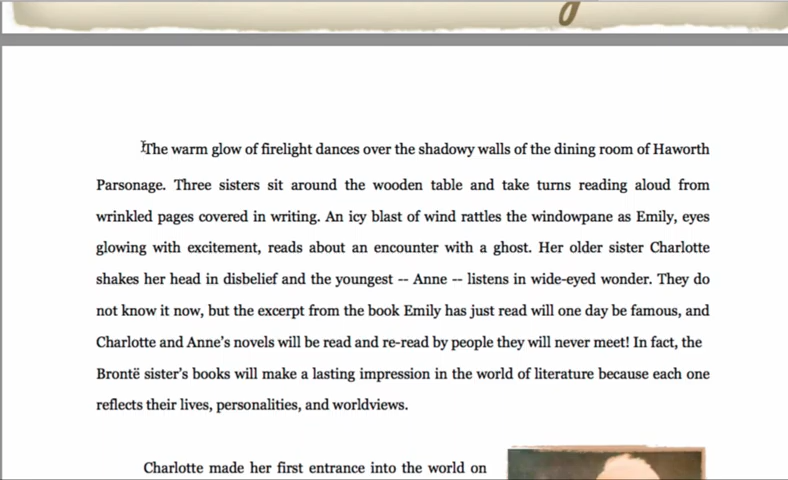 The warm glow of firelight dances over the shadowy walls of the dining room of Haworth
Parsonage. Three sisters sit around the wooden table and take turns reading aloud from
wrinkled pages covered in writing. An icy blast of wind rattles the windowpane as Emily, eyes
glowing with excitement, reads about an encounter with a ghost. Her older sister Charlotte
shakes her head in disbelief and the youngest -- Anne -- listens in wide-eyed wonder. They do
not know it now, but the excerpt from the book Emily has just read will one day be famous, and
Charlotte and Anne's novels will be read and re-read by people they will never meet! In fact, the
Brontë sister's books will make a lasting impression in the world of literature because each one
reflects their lives, personalities, and worldviews.
Charlotte made her first entrance into the world on